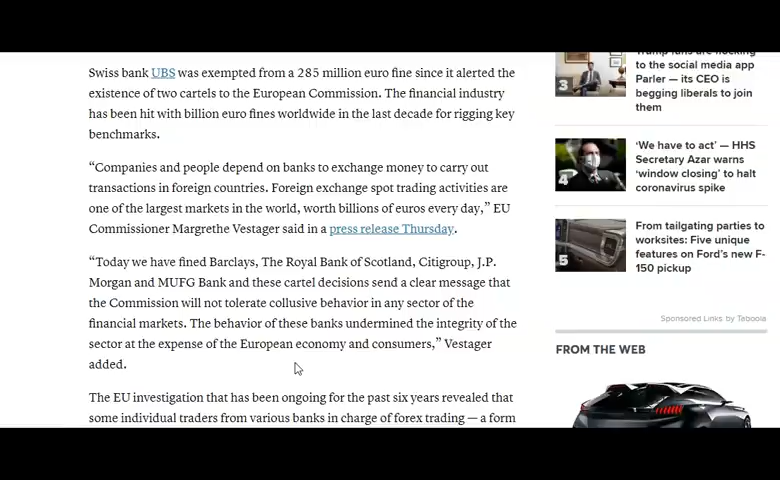 Swiss bank UBS was exempted from a 285 million euro fine since it alerted the
existence of two cartels to the European Commission. The financial industry
has been hit with billion euro fines worldwide in the last decade for rigging key
benchmarks.
“Companies and people depend on banks to exchange money to carry out
transactions in foreign countries. Foreign exchange spot trading activities are
one of the largest markets in the world, worth billions of euros every day,” EU
Commissioner Margrethe Vestager said in a press release Thursday.
“Today we have fined Barclays, The Royal Bank of Scotland, Citigroup, J.P.
Morgan and MUFG Bank and these cartel decisions send a clear message that
the Commission will not tolerate collusive behavior in any sector of the
financial markets. The behavior of these banks undermined the integrity of the
sector at the expense of the European economy and consumers,” Vestager
added.
The EU investigation that has been ongoing for the past six years revealed that
some individual traders from various banks in charge of forex trading — a form
Trump fans are flocking
to the social media app
Parler — its CEO is
begging liberals to join
them
3
‘We have to act’ — HHS
Secretary Azar warns
‘window closing’ to halt
coronavirus spike
4
From tailgating parties to
worksites: Five unique
features on Ford’s new F-
150 pickup
5
Sponsored Links by Taboola
FROM THE WEB